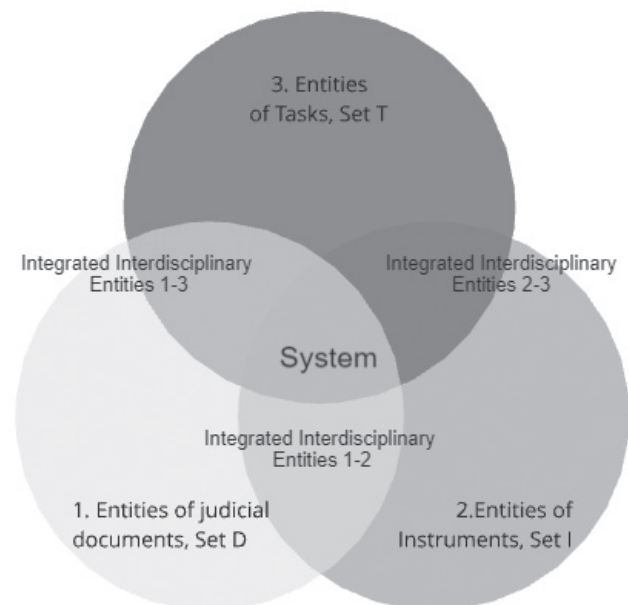 3. Entities
of Tasks, Set T
Integrated Interdisciplinary
Entities 1-3
Integrated Interdisciplinary
Entities 2-3
System
Integrated Interdisciplinary
Entities 1-2
1. Entities of judicial
documents, Set D
2.Entities of
Instruments, Set I